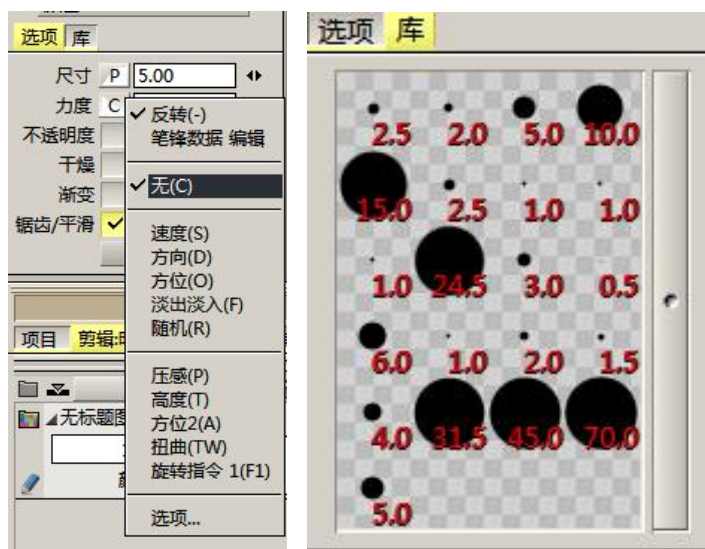 选项 库
尺寸 P 5.00
力度 C
不透明度
干燥
渐变
锯齿/平滑
反转(-)
笔锋数据 编辑
无(C)
速度(S)
方向(D)
方位(O)
淡出淡入(F)
随机(R)
压感(P)
高度(T)
方位2(A)
扭曲(TW)
旋转指令 1(F1)
选项...
项目 剪辑:
无标题图
选项 库
2.5 2.0 5.0 10.0
15.0 2.5 1.0 1.0
1.0 24.5 3.0 0.5
6.0 1.0 2.0 1.5
4.0 31.5 45.0 70.0
5.0